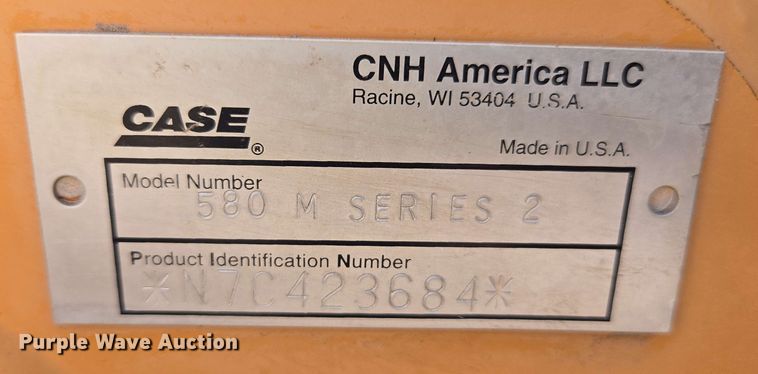 CNH America LLC
Racine, WI 53404 U.S.A.
CASE®
Made in U.S.A.
Model Number
580 M SERIES 2
Product Identification Number
*N7C423684*
Purple Wave Auction